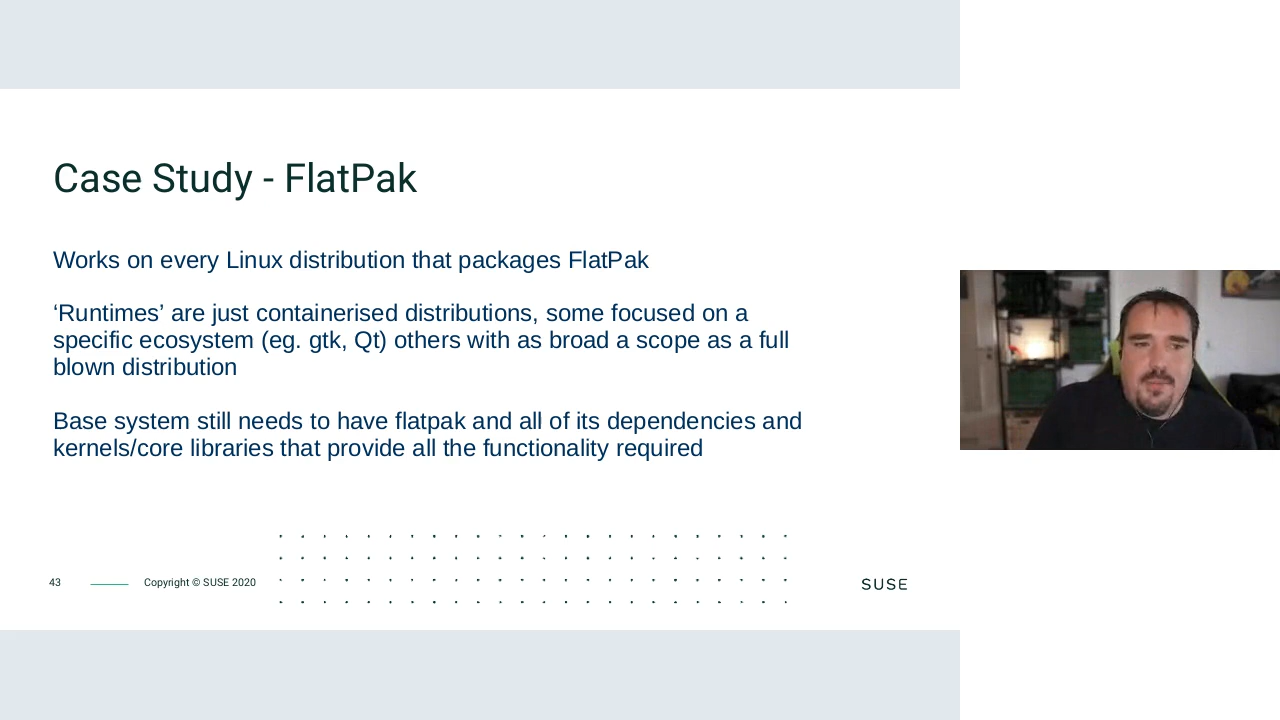 Case Study - FlatPak
Works on every Linux distribution that packages FlatPak
‘Runtimes’ are just containerised distributions, some focused on a
specific ecosystem (eg. gtk, Qt) others with as broad a scope as a full
blown distribution
Base system still needs to have flatpak and all of its dependencies and
kernels/core libraries that provide all the functionality required
43
Copyright © SUSE 2020
SUSE